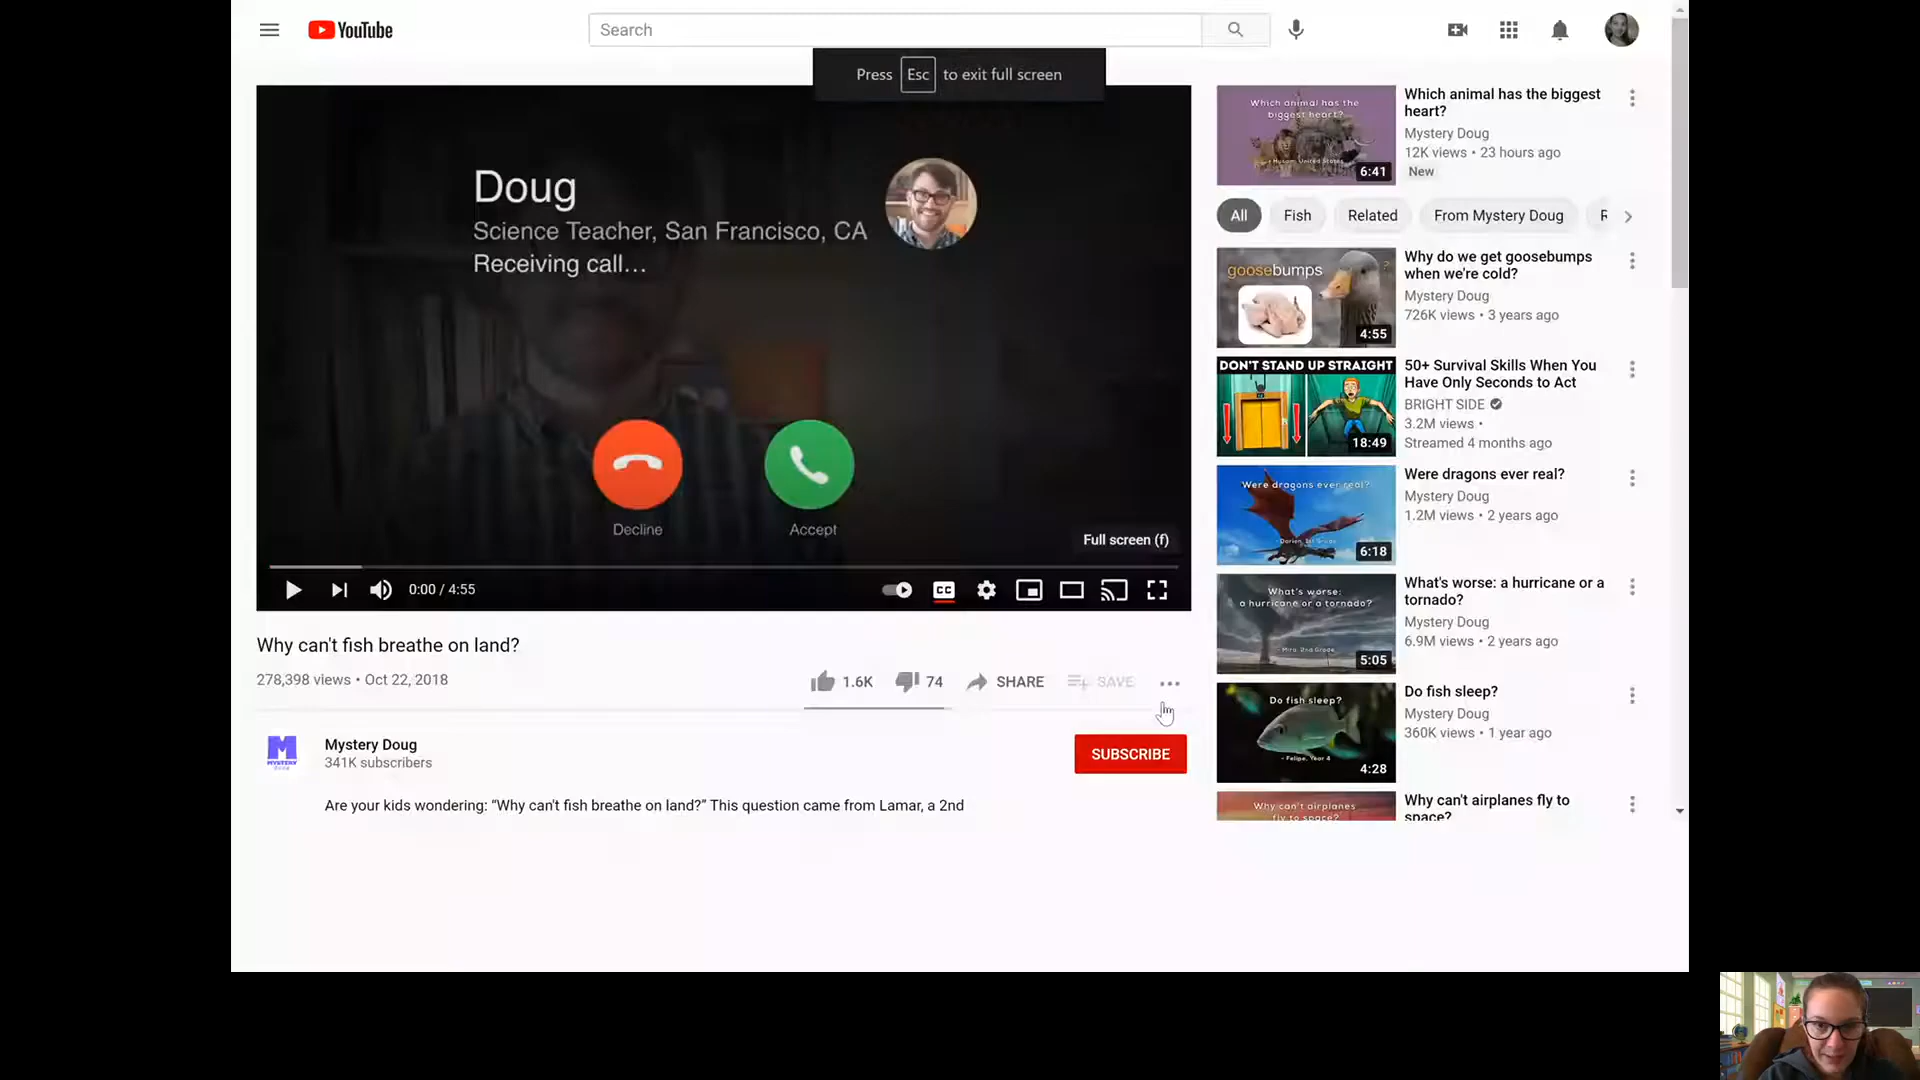 YouTube
Search
Press Esc to exit full screen
Doug
Science Teacher, San Francisco, CA
Receiving call...
Decline
Accept
Full screen (f)
0:00 / 4:55
CC
Why can't fish breathe on land?
278,398 views • Oct 22, 2018
1.6K
74
SHARE
SAVE
Mystery Doug
341K subscribers
SUBSCRIBE
Are your kids wondering: “Why can't fish breathe on land?” This question came from Lamar, a 2nd
Which animal has the
biggest heart?
6:41
Which animal has the biggest
heart?
Mystery Doug
12K views • 23 hours ago
New
All
Fish
Related
From Mystery Doug
goosebumps
?
4:55
Why do we get goosebumps
when we're cold?
Mystery Doug
726K views • 3 years ago
DON'T STAND UP STRAIGHT
18:49
50+ Survival Skills When You
Have Only Seconds to Act
BRIGHT SIDE
3.2M views •
Streamed 4 months ago
Were dragons ever real?
6:18
Were dragons ever real?
Mystery Doug
1.2M views • 2 years ago
What's worse:
a hurricane or a tornado?
5:05
What's worse: a hurricane or a
tornado?
Mystery Doug
6.9M views • 2 years ago
Do fish sleep?
- Felipe, Year 4
4:28
Do fish sleep?
Mystery Doug
360K views • 1 year ago
Why can't airplanes
fly to space?
Why can't airplanes fly to
space?